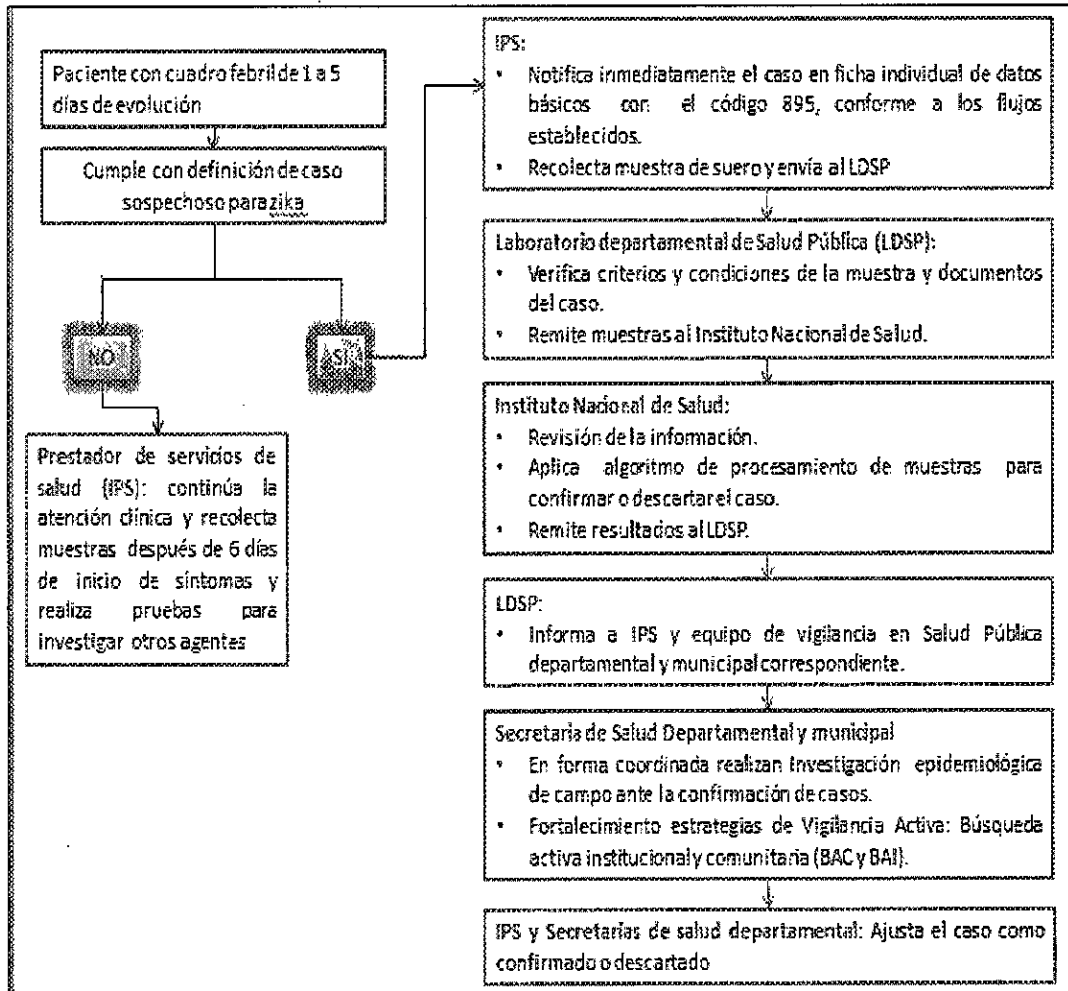 Paciente con cuadro febril de 1 a 5
días de evolución
Cumple con definición de caso
sospechoso para zika
NO
SI
Prestador de servicios de
salud (IPS): continúa la
atención clínica y recolecta
muestras después de 6 días
de inicio de síntomas y
realiza pruebas para
investigar otros agentes
IPS:
• Notifica inmediatamente el caso en ficha individual de datos
básicos con el código 895, conforme a los flujos
establecidos.
• Recolecta muestra de suero y envía al LDSP
Laboratorio departamental de Salud Pública (LDSP):
• Verifica criterios y condiciones de la muestra y documentos
del caso.
• Remite muestras al Instituto Nacional de Salud.
Instituto Nacional de Salud:
• Revisión de la información.
• Aplica algoritmo de procesamiento de muestras para
confirmar o descartar el caso.
• Remite resultados al LDSP.
LDSP:
• Informa a IPS y equipo de vigilancia en Salud Pública
departamental y municipal correspondiente.
Secretaria de Salud Departamental y municipal
• En forma coordinada realizan Investigación epidemiológica
de campo ante la confirmación de casos.
• Fortalecimiento estrategias de Vigilancia Activa: Búsqueda
activa institucional y comunitaria (BAC y BAI).
IPS y Secretarías de salud departamental: Ajusta el caso como
confirmado o descartado